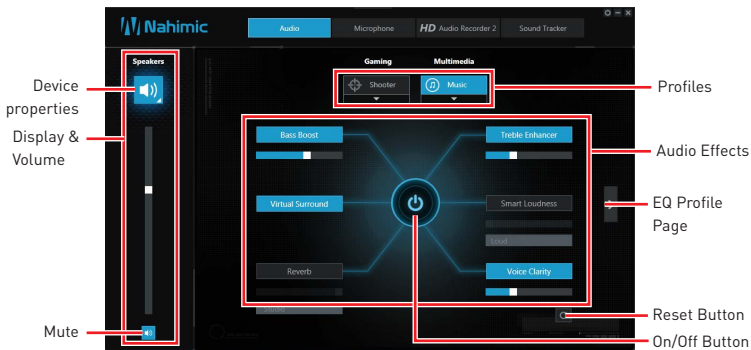 Nahimic
Audio
Microphone
HD Audio Recorder 2
Sound Tracker
Speakers
Gaming
Multimedia
Shooter
Music
Device
properties
Display &
Volume
Mute
Bass Boost
Treble Enhancer
Virtual Surround
Smart Loudness
Loud
Reverb
Studio
Voice Clarity
Profiles
Audio Effects
EQ Profile
Page
Reset Button
On/Off Button